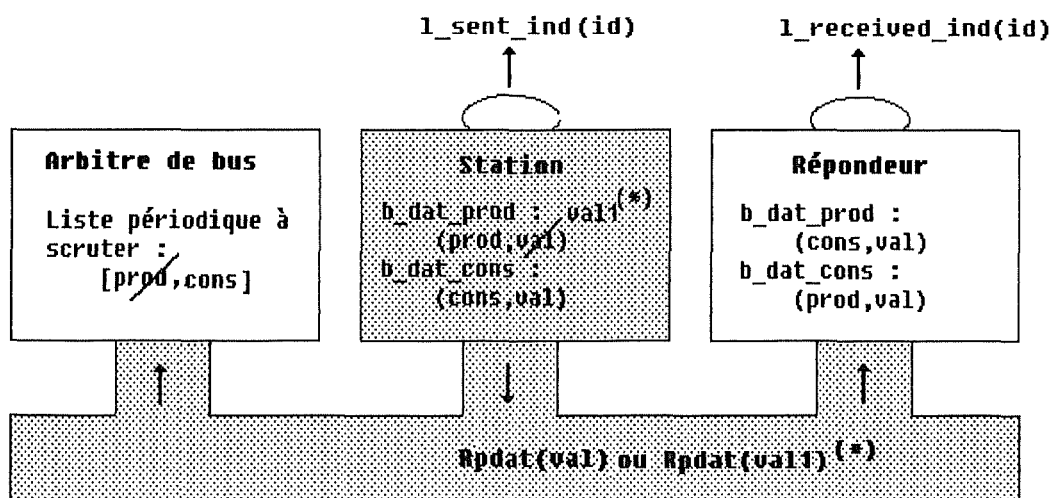 l_sent_ind(id)
l_received_ind(id)
Arbitre de bus
Liste périodique à
scruter :
[prod,cons]
Station
b_dat_prod : val1(*)
(prod,val)
b_dat_cons :
(cons,val)
Répondeur
b_dat_prod :
(cons,val)
b_dat_cons :
(prod,val)
Rpdat(val) ou Rpdat(val1)(*)